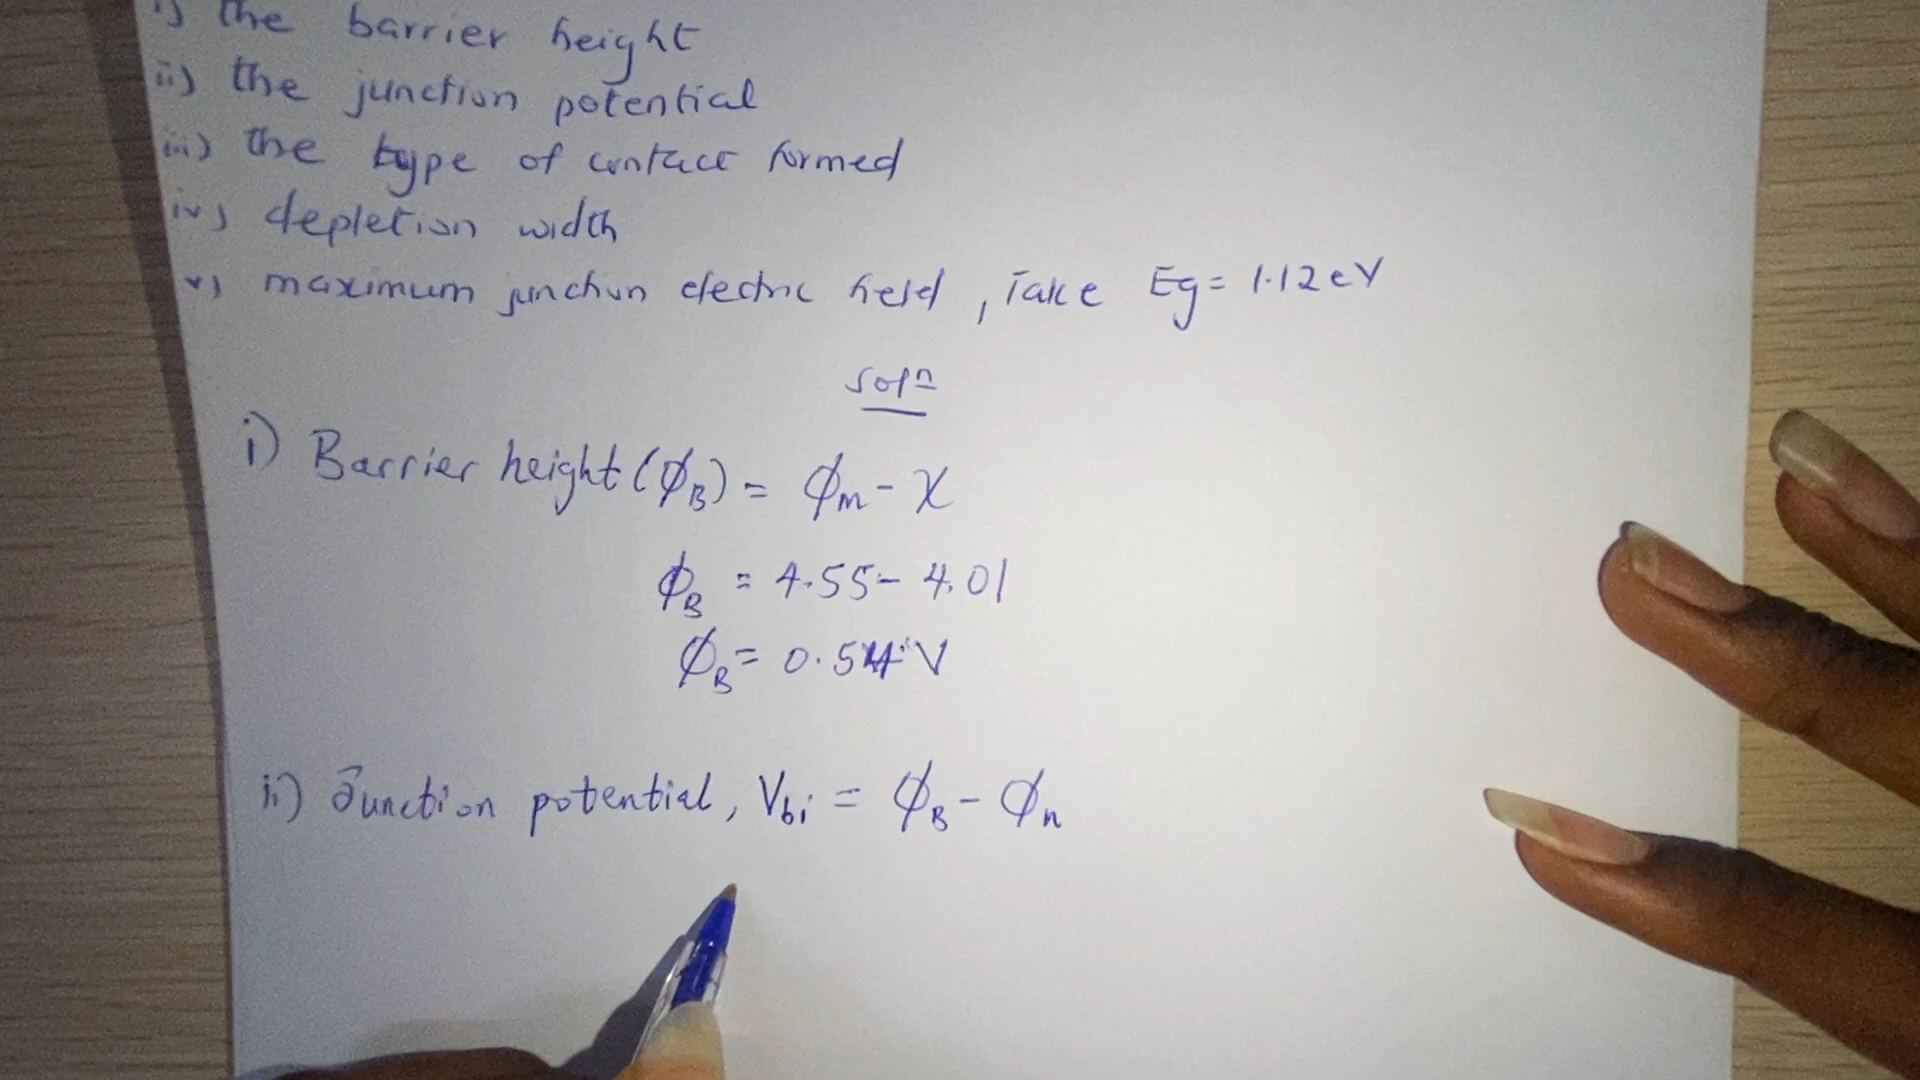 i) the barrier height
ii) the junction potential
iii) the type of contact formed
iv) depletion width
v) maximum junction electric field, Take Eg = 1.12eV
Soln
i) Barrier height (ϕB) = ϕm - χ
ϕB = 4.55 - 4.01
ϕB = 0.54 V
ii) Junction potential, Vbi = ϕB - ϕn